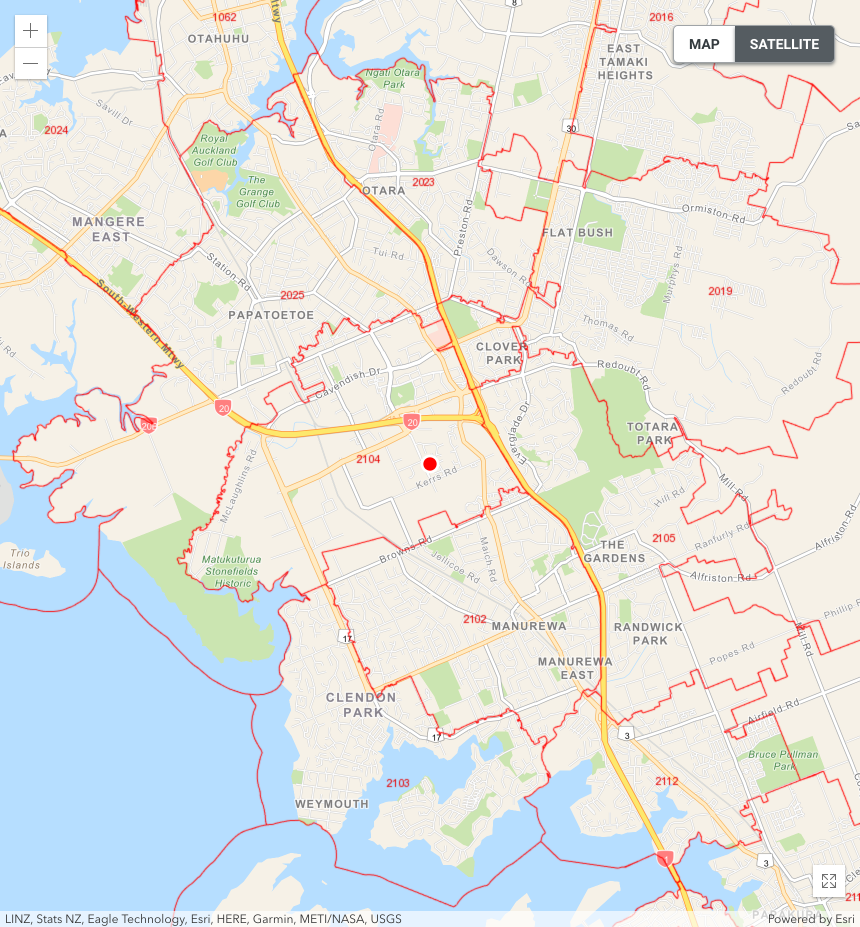 1062
Mtwy
8
2016
OTAHUHU
MAP
SATELLITE
EAST
TAMAKI
HEIGHTS
Ngati Otara
Park
Savill Dr
2024
Otara Rd
30
Royal
Auckland
Golf Club
The
Grange
Golf Club
2023
OTARA
MANGERE
EAST
Ormiston Rd
Preston Rd
FLAT BUSH
Tui Rd
Dawson Rd
Station Rd
Murphys Rd
2025
2019
South-Western Mtwy
PAPATOETOE
Thomas Rd
CLOVER
PARK
Cavendish Dr
Redoubt Rd
Redoubt Rd
20
20
Everglade Dr
TOTARA
PARK
2104
Kerrs Rd
McLaughlins Rd
Mill Rd
Hill Rd
Browns Rd
Jellicoe Rd
Maich Rd
THE
GARDENS
2105
Ranfurly Rd
Alfriston Rd
Trio
Islands
Matukuturua
Stonefields
Historic
Alfriston Rd
2102
MANUREWA
RANDWICK
PARK
Phillip R
Mill Rd
17
Popes Rd
MANUREWA
EAST
CLENDON
PARK
17
3
Airfield Rd
Bruce Pullman
Park
2103
2112
WEYMOUTH
1
3
LINZ, Stats NZ, Eagle Technology, Esri, HERE, Garmin, METI/NASA, USGS
Powered by Esri